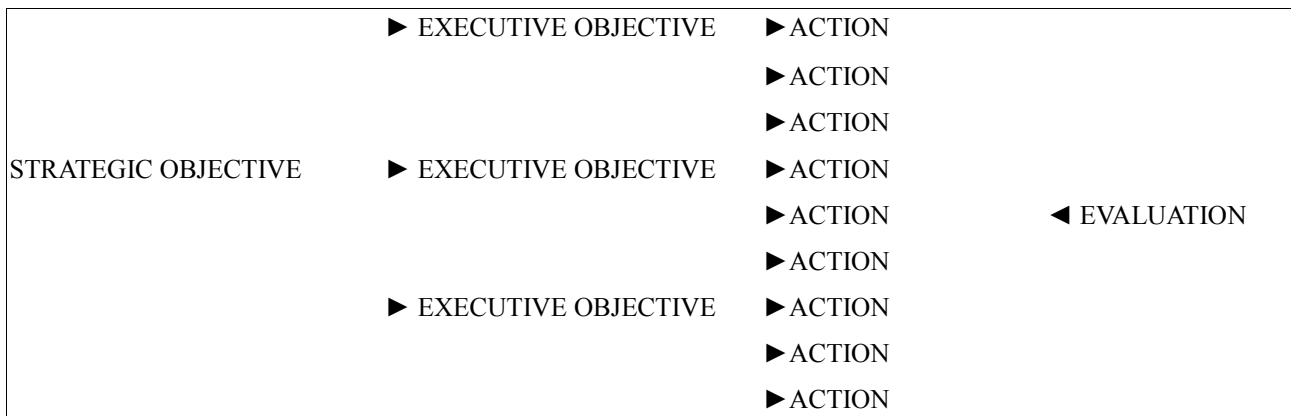 ► EXECUTIVE OBJECTIVE ►ACTION
►ACTION
►ACTION
STRATEGIC OBJECTIVE ► EXECUTIVE OBJECTIVE ►ACTION
►ACTION ◄ EVALUATION
►ACTION
► EXECUTIVE OBJECTIVE ►ACTION
►ACTION
►ACTION